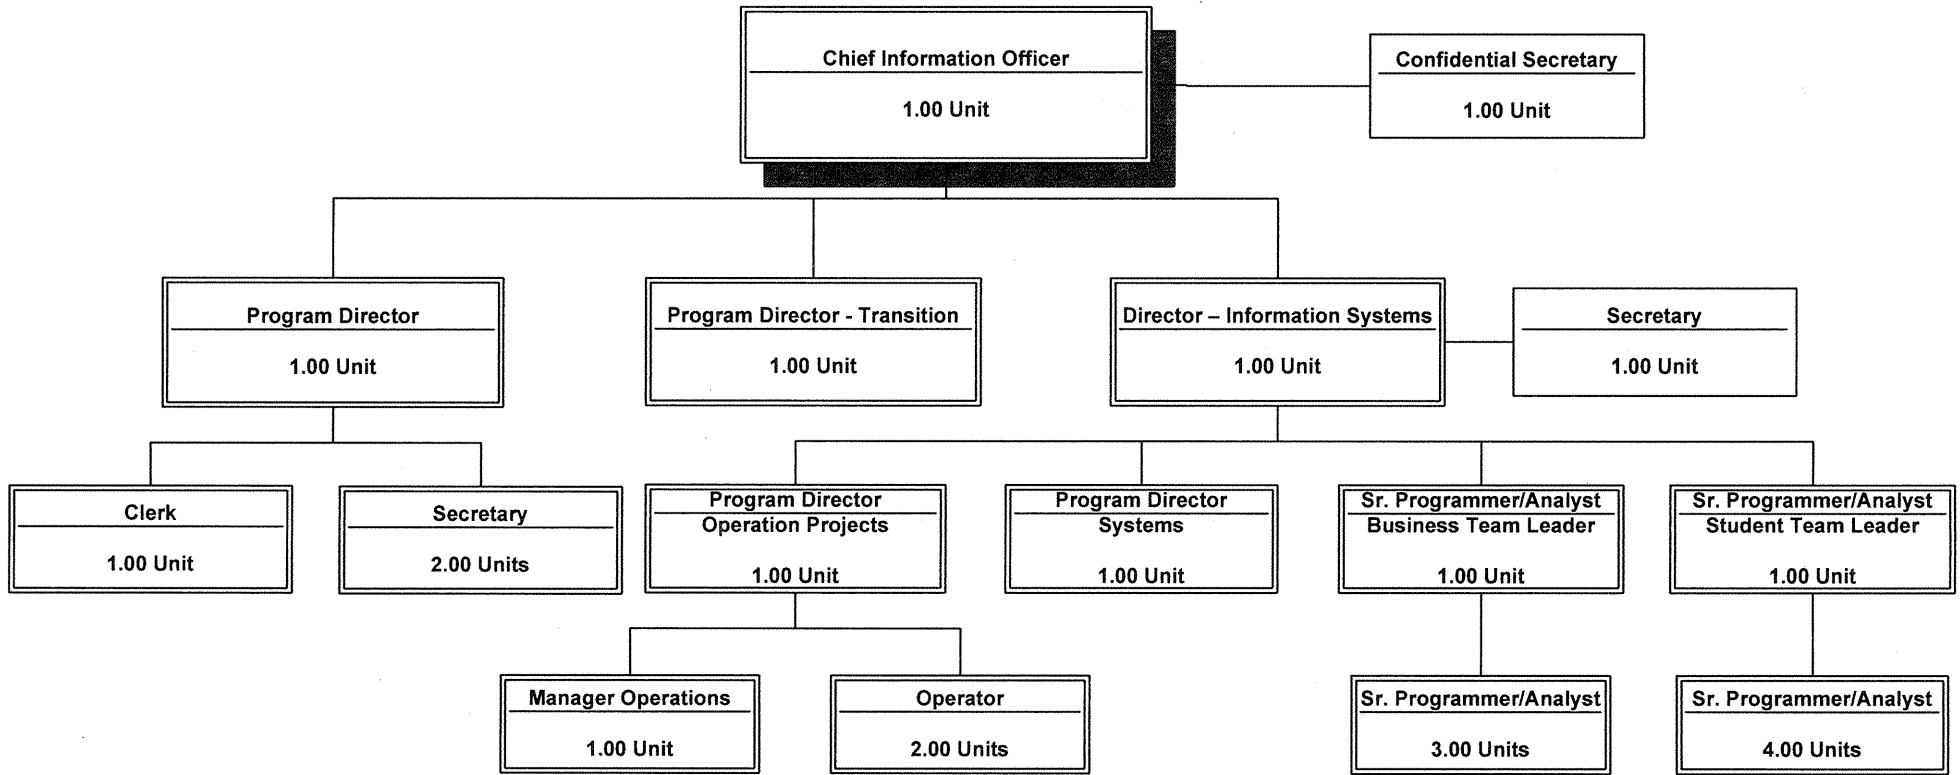 Chief Information Officer
1.00 Unit
Confidential Secretary
1.00 Unit
Program Director
1.00 Unit
Program Director - Transition
1.00 Unit
Director – Information Systems
1.00 Unit
Secretary
1.00 Unit
Clerk
1.00 Unit
Secretary
2.00 Units
Program Director
Operation Projects
1.00 Unit
Program Director
Systems
1.00 Unit
Sr. Programmer/Analyst
Business Team Leader
1.00 Unit
Sr. Programmer/Analyst
Student Team Leader
1.00 Unit
Manager Operations
1.00 Unit
Operator
2.00 Units
Sr. Programmer/Analyst
3.00 Units
Sr. Programmer/Analyst
4.00 Units